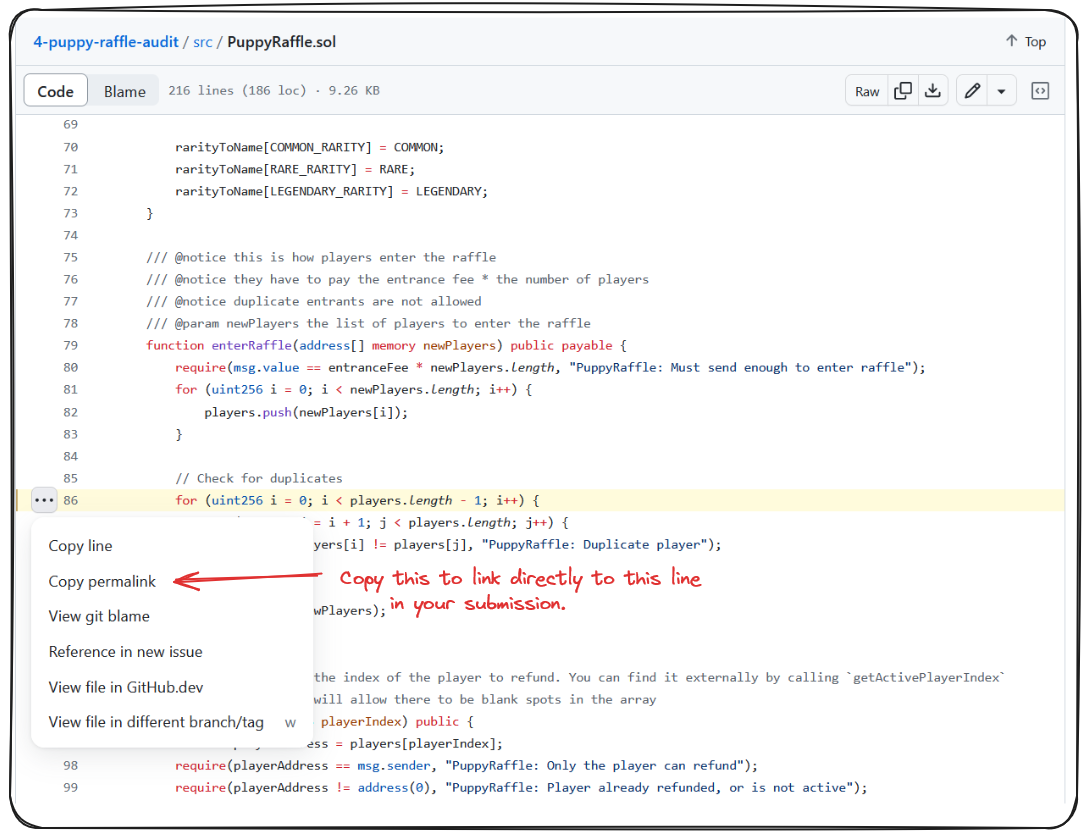 4-puppy-raffle-audit / src / PuppyRaffle.sol Top
Code Blame 216 lines (186 loc) · 9.26 KB Raw
69
70 rarityToName[COMMON_RARITY] = COMMON;
71 rarityToName[RARE_RARITY] = RARE;
72 rarityToName[LEGENDARY_RARITY] = LEGENDARY;
73 }
74
75 /// @notice this is how players enter the raffle
76 /// @notice they have to pay the entrance fee * the number of players
77 /// @notice duplicate entrants are not allowed
78 /// @param newPlayers the list of players to enter the raffle
79 function enterRaffle(address[] memory newPlayers) public payable {
80 require(msg.value == entranceFee * newPlayers.length, "PuppyRaffle: Must send enough to enter raffle");
81 for (uint256 i = 0; i < newPlayers.length; i++) {
82 players.push(newPlayers[i]);
83 }
84
85 // Check for duplicates
86 for (uint256 i = 0; i < players.length - 1; i++) {
= i + 1; j < players.length; j++) {
Copy line
yers[i] != players[j], "PuppyRaffle: Duplicate player");
Copy permalink
Copy this to link directly to this line
in your submission.
View git blame
wPlayers);
Reference in new issue
the index of the player to refund. You can find it externally by calling `getActivePlayerIndex`
View file in GitHub.dev
will allow there to be blank spots in the array
View file in different branch/tag w
playerIndex) public {
ess = players[playerIndex];
98 require(playerAddress == msg.sender, "PuppyRaffle: Only the player can refund");
99 require(playerAddress != address(0), "PuppyRaffle: Player already refunded, or is not active");